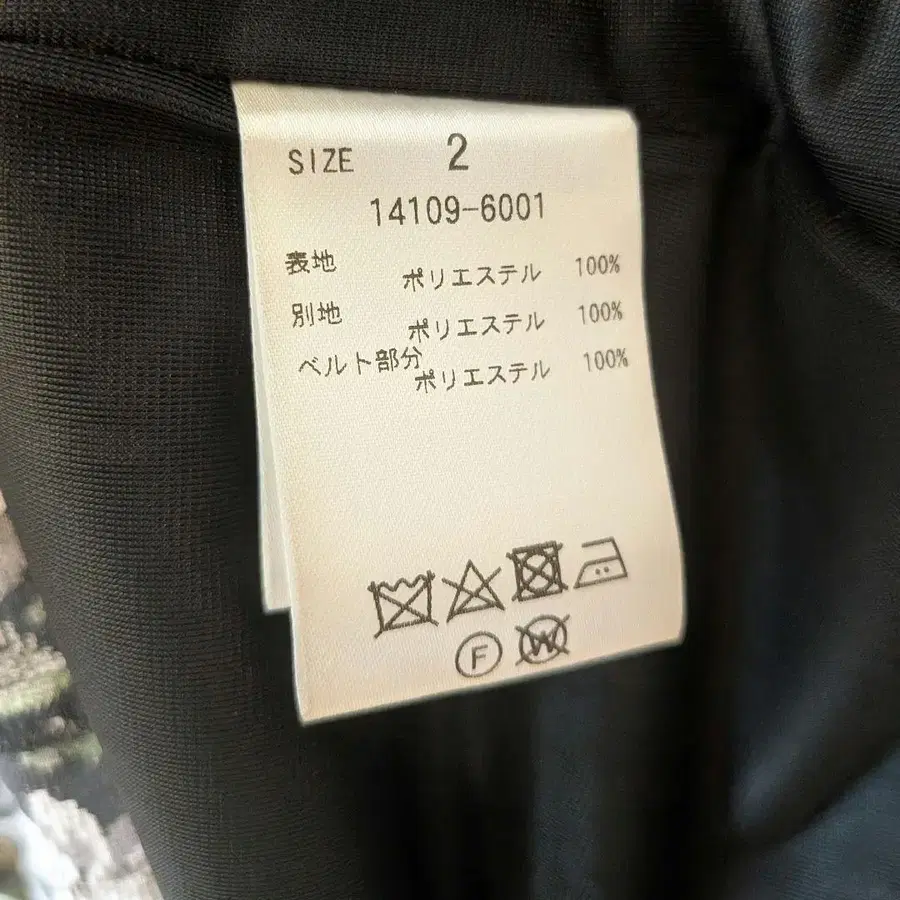 SIZE 2
14109-6001
表地 ポリエステル 100%
別地 ポリエステル 100%
ベルト部分 ポリエステル 100%
F W